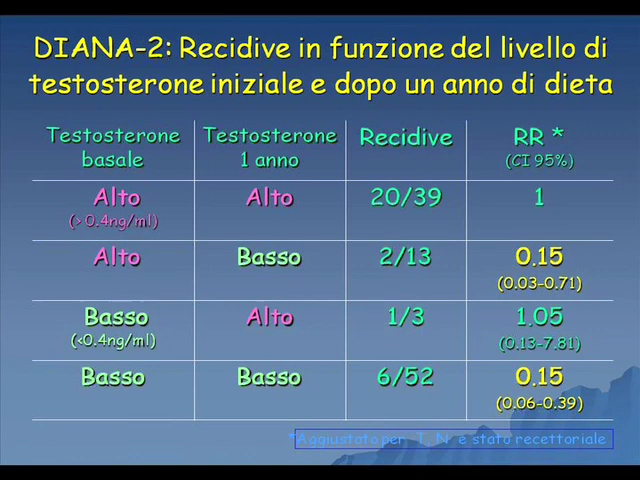 DIANA-2: Recidive in funzione del livello di
testosterone iniziale e dopo un anno di dieta
Testosterone basale Testosterone 1 anno Recidive RR * (CI 95%)
Alto (> 0.4ng/ml) Alto 20/39 1
Alto Basso 2/13 0.15 (0.03-0.71)
Basso (<0.4ng/ml) Alto 1/3 1.05 (0.13-7.81)
Basso Basso 6/52 0.15 (0.06-0.39)
*Aggiustato per T, N e stato recettoriale